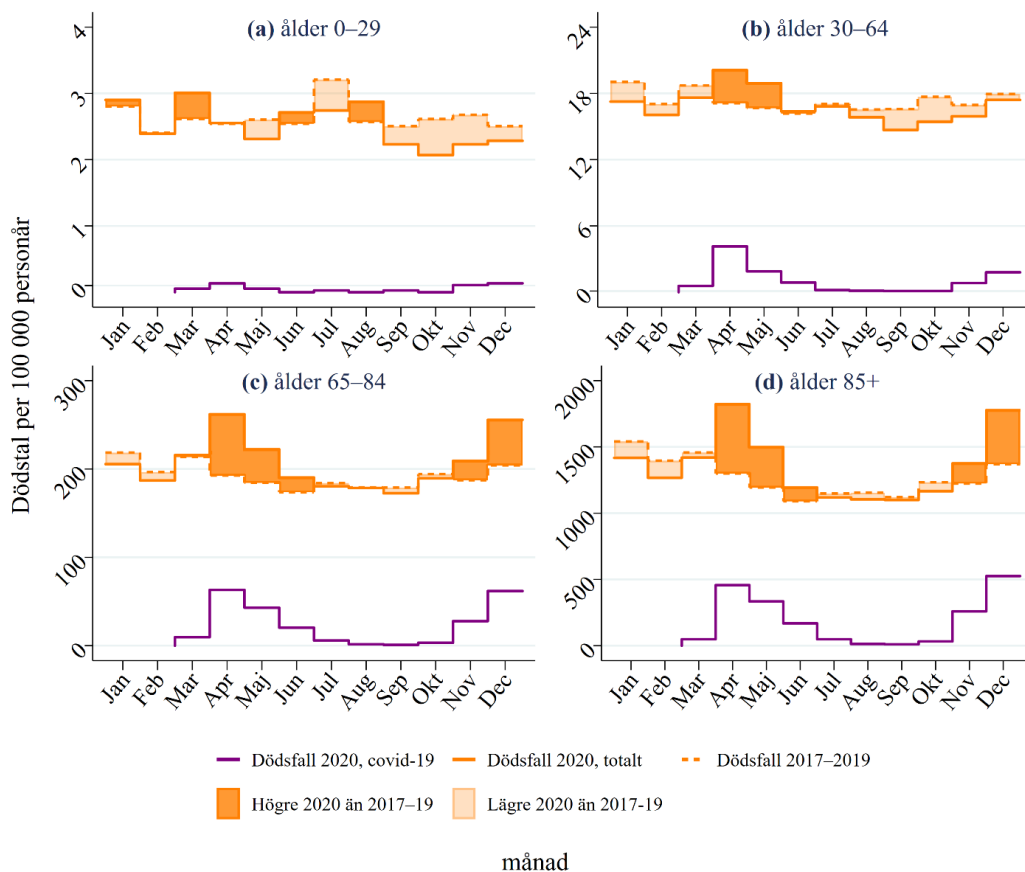 Dödstal per 100 000 personår
(a) ålder 0–29
4
3
2
1
0
Jan Feb Mar Apr Maj Jun Jul Aug Sep Okt Nov Dec
(b) ålder 30–64
24
18
12
6
0
Jan Feb Mar Apr Maj Jun Jul Aug Sep Okt Nov Dec
(c) ålder 65–84
300
200
100
0
Jan Feb Mar Apr Maj Jun Jul Aug Sep Okt Nov Dec
(d) ålder 85+
2000
1500
1000
500
0
Jan Feb Mar Apr Maj Jun Jul Aug Sep Okt Nov Dec
Dödsfall 2020, covid-19 Dödsfall 2020, totalt Dödsfall 2017–2019
Högre 2020 än 2017–19 Lägre 2020 än 2017-19
månad